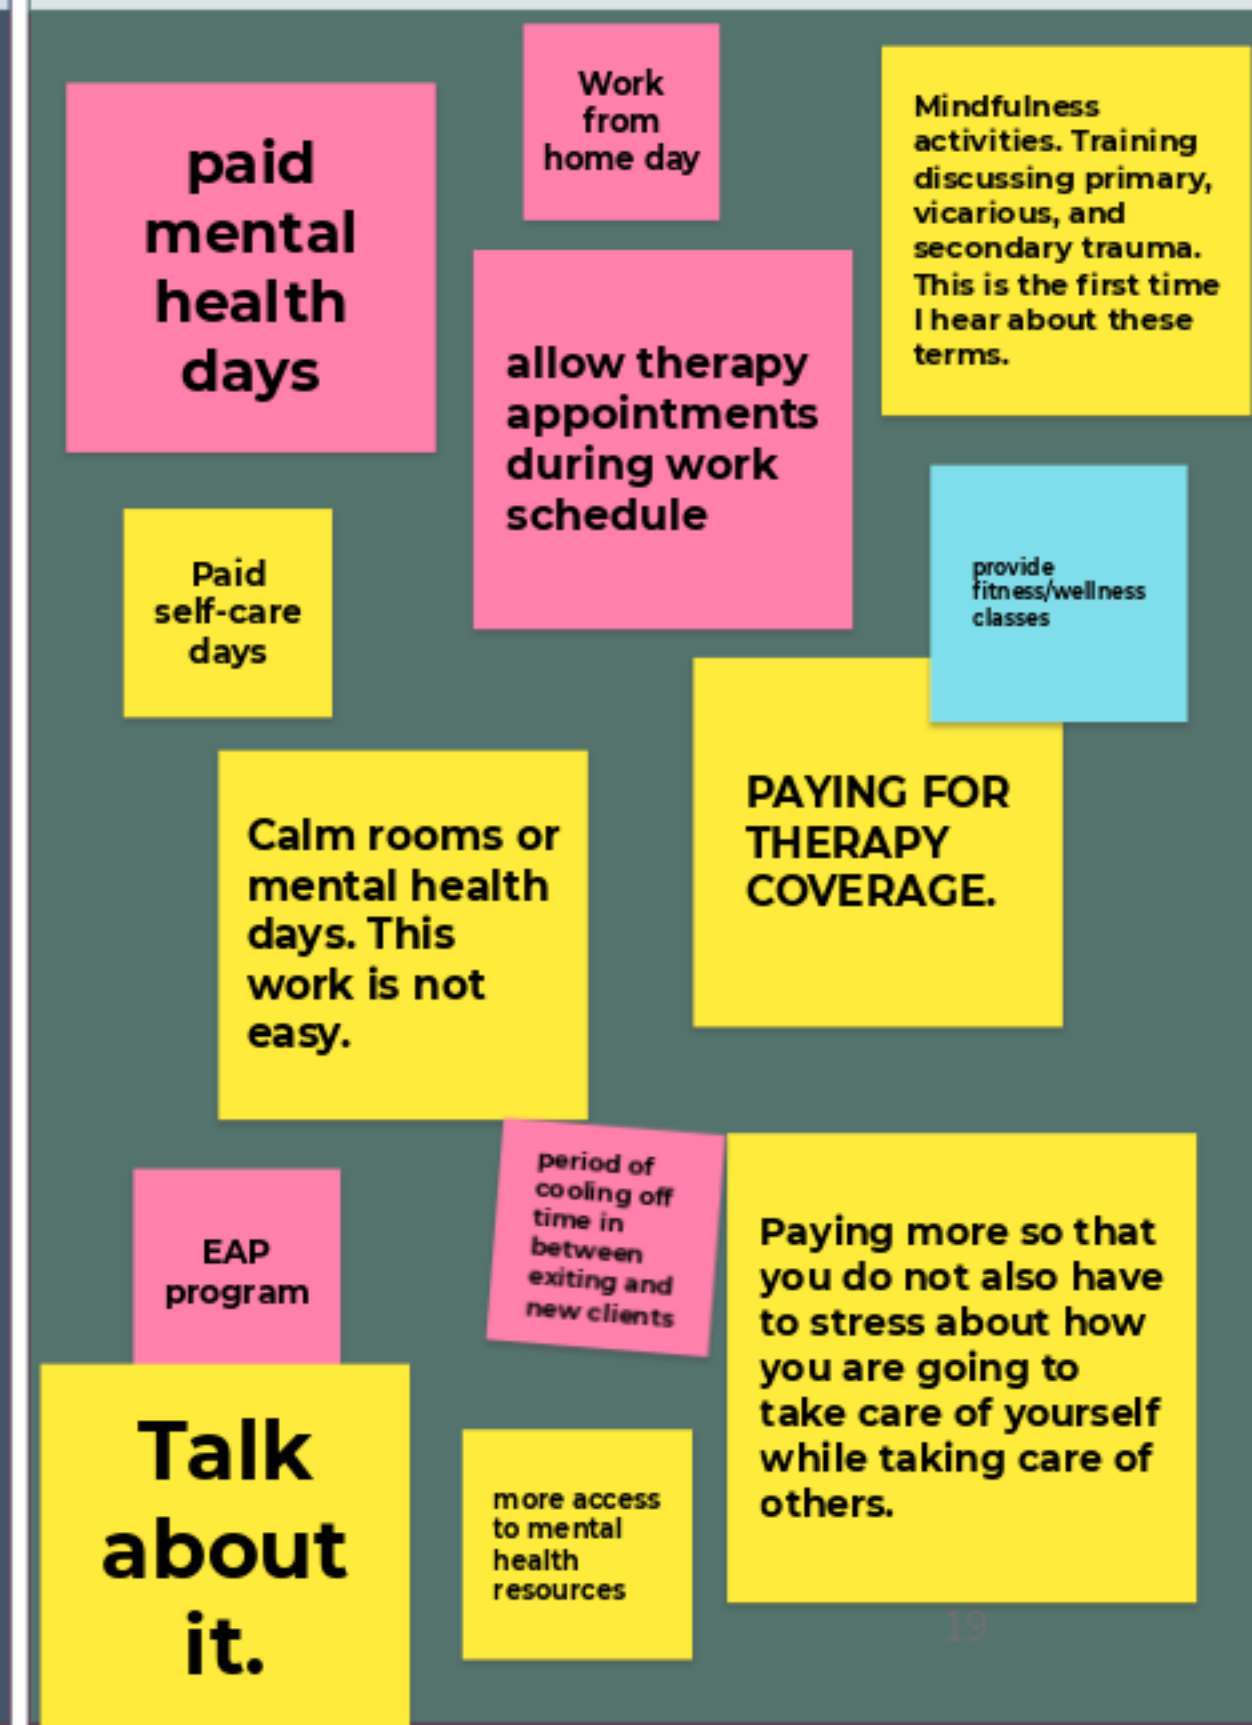 paid
mental
health
days
Work
from
home day
Mindfulness
activities. Training
discussing primary,
vicarious, and
secondary trauma.
This is the first time
I hear about these
terms.
allow therapy
appointments
during work
schedule
provide
fitness/wellness
classes
Paid
self-care
days
PAYING FOR
THERAPY
COVERAGE.
Calm rooms or
mental health
days. This
work is not
easy.
period of
cooling off
time in
between
exiting and
new clients
EAP
program
Paying more so that
you do not also have
to stress about how
you are going to
take care of yourself
while taking care of
others.
Talk
about
it.
more access
to mental
health
resources
19